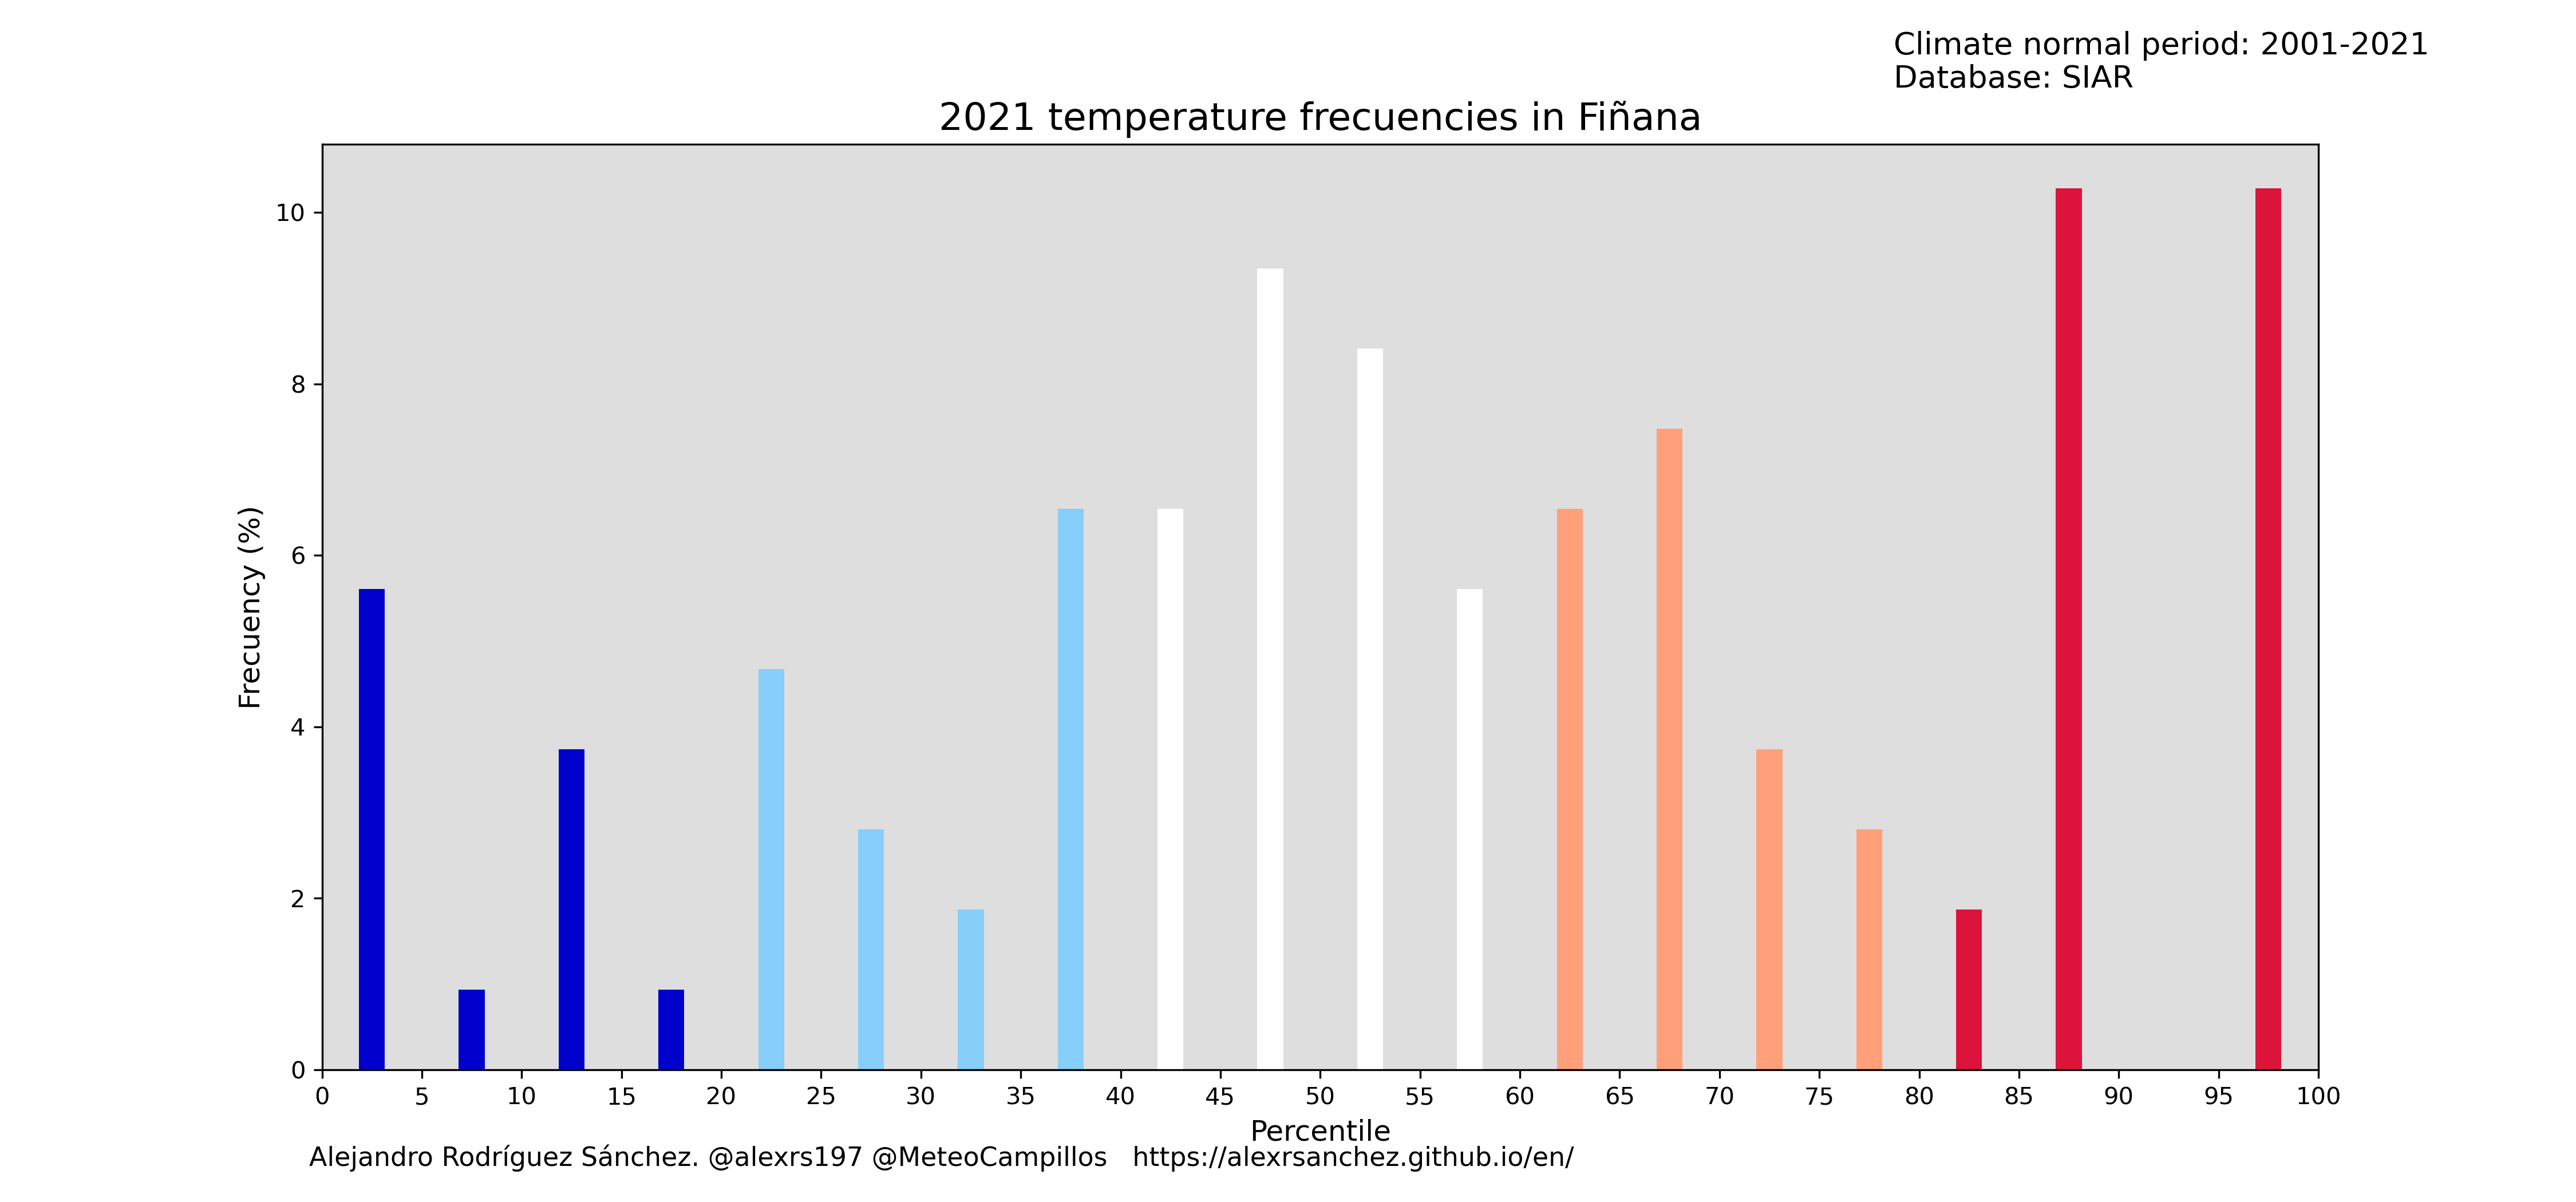 Climate normal period: 2001-2021
Database: SIAR
2021 temperature frecuencies in Fiñana
Frecuency (%)
10
8
6
4
2
0
0 5 10 15 20 25 30 35 40 45 50 55 60 65 70 75 80 85 90 95 100
Percentile
Alejandro Rodríguez Sánchez. @alexrs197 @MeteoCampillos https://alexrsanchez.github.io/en/